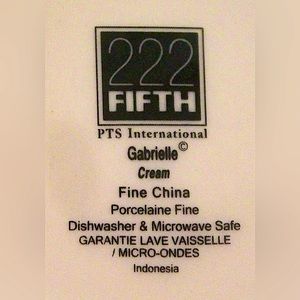 222
FIFTH
PTS International
Gabrielle©
Cream
Fine China
Porcelaine Fine
Dishwasher & Microwave Safe
GARANTIE LAVE VAISSELLE
/ MICRO-ONDES
Indonesia